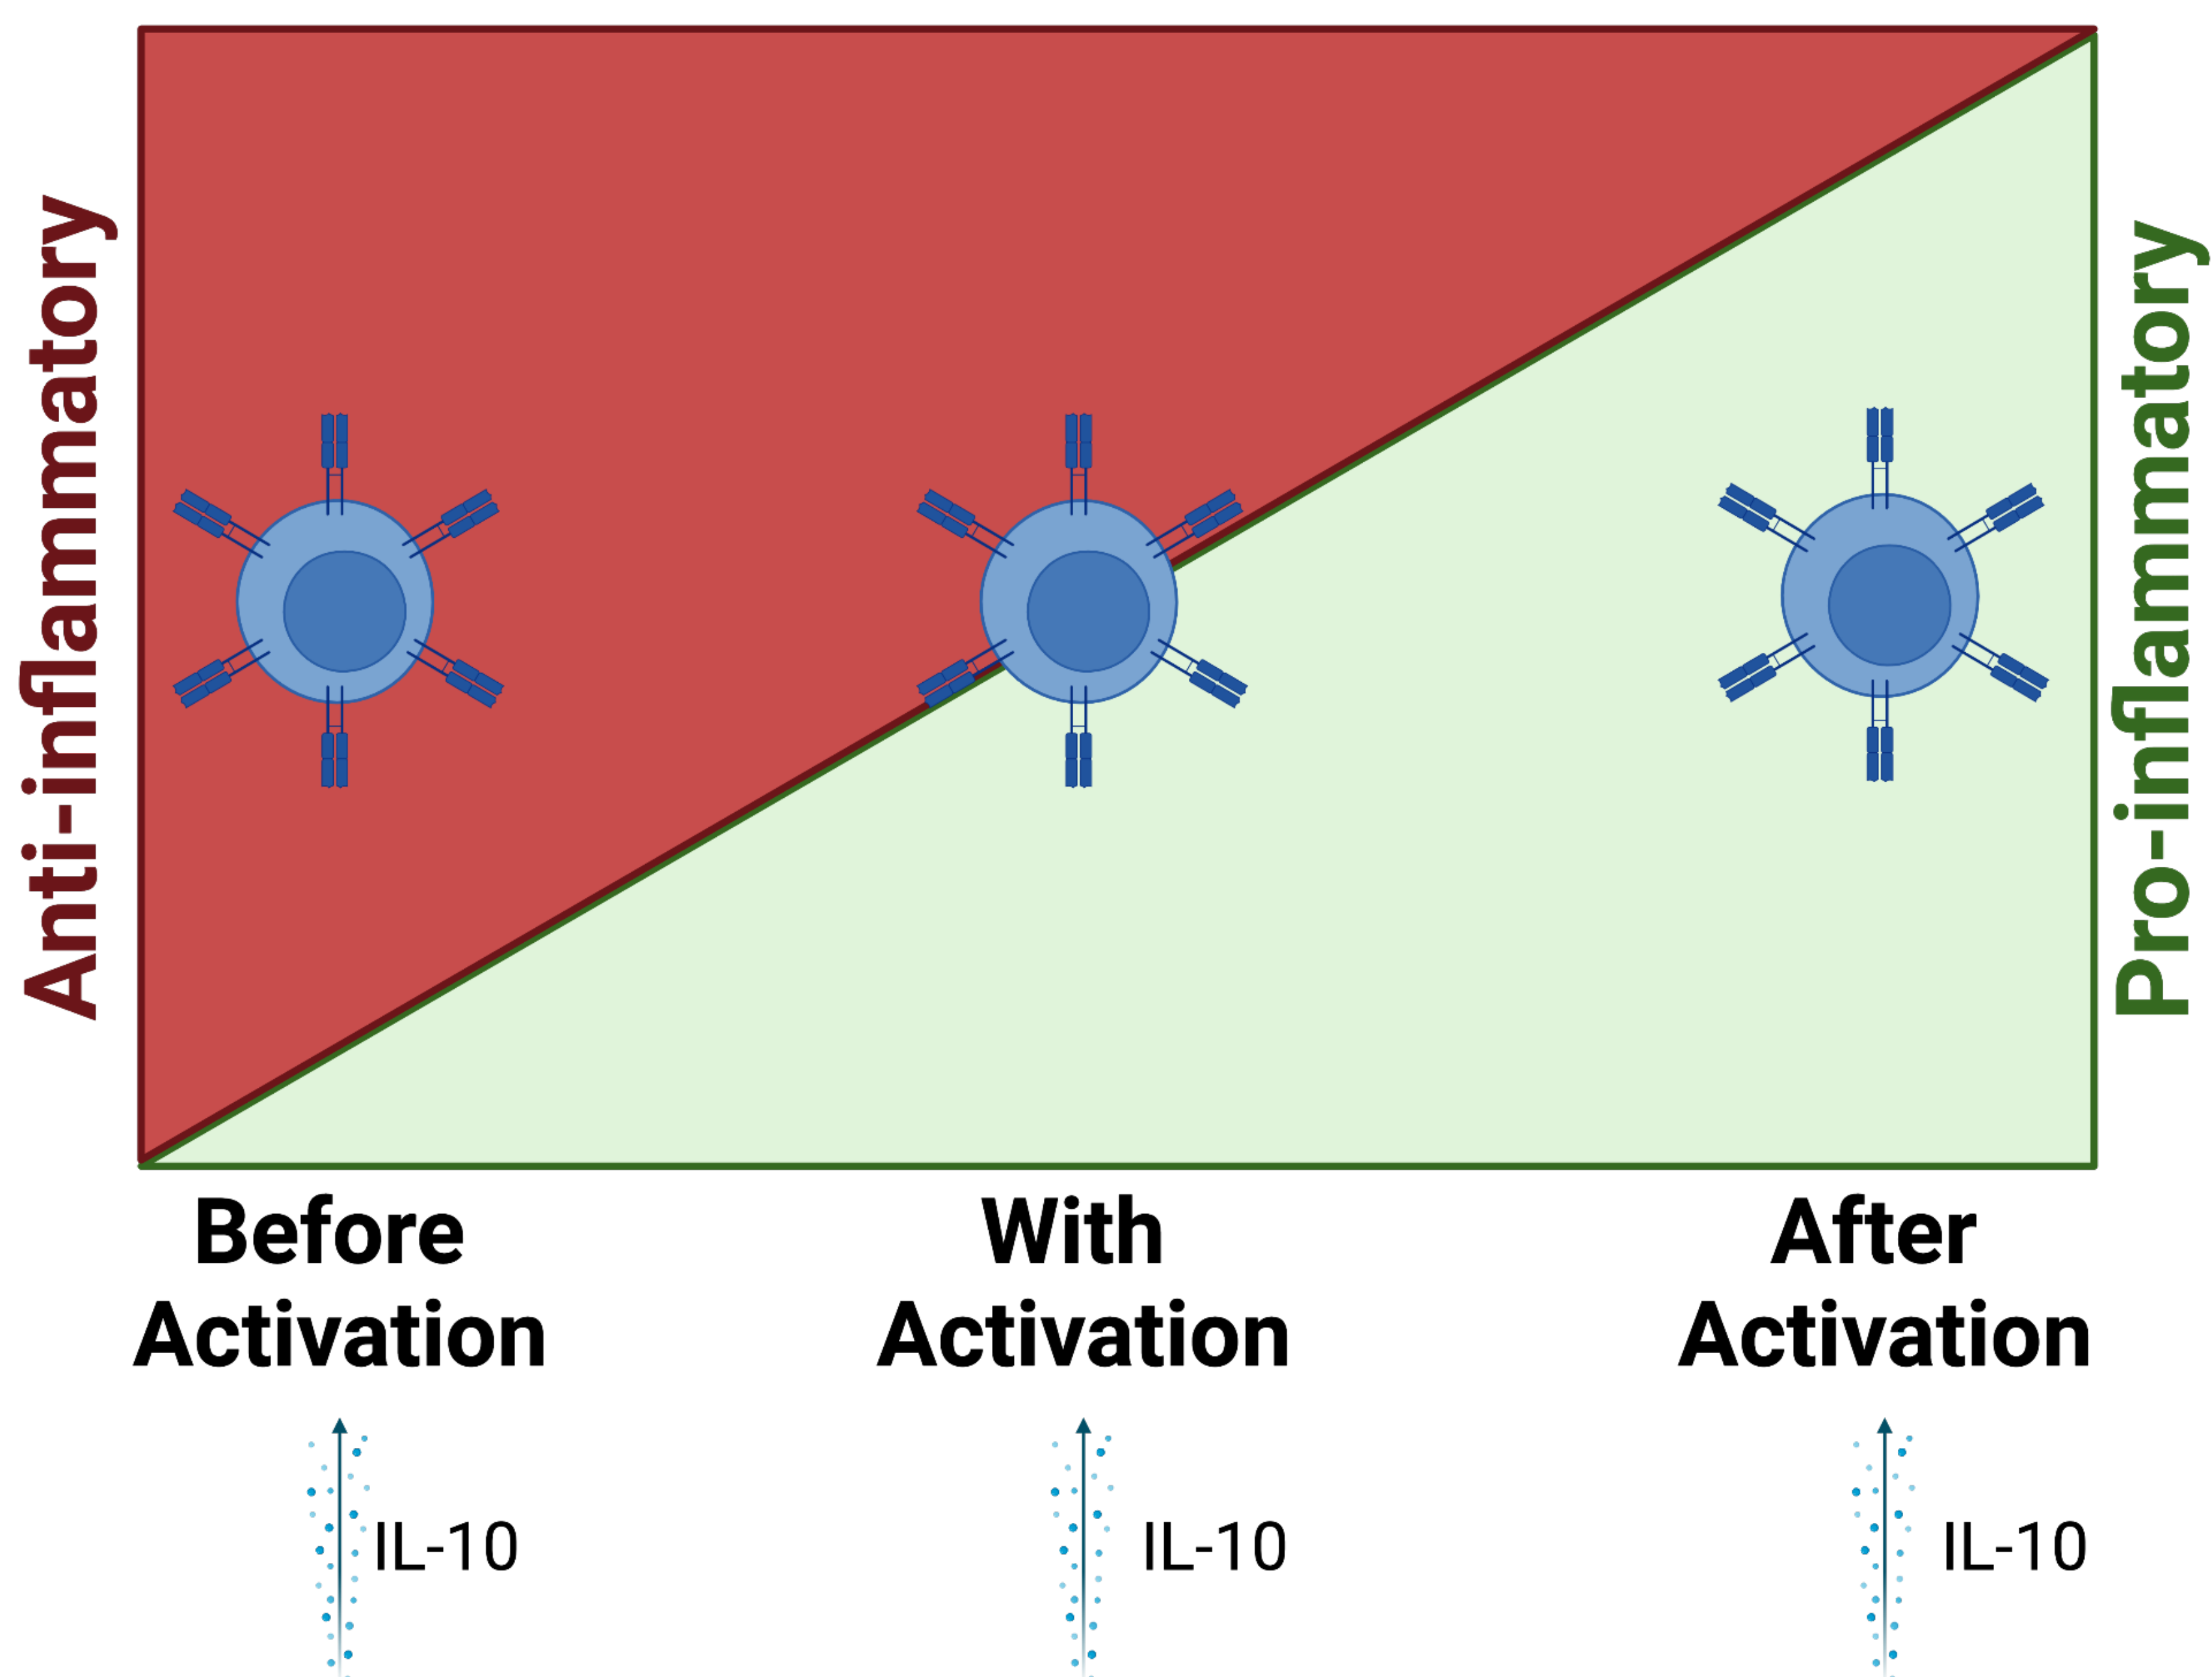 Anti-inflammatory
Pro-inflammatory
Before
Activation
With
Activation
After
Activation
IL-10
IL-10
IL-10